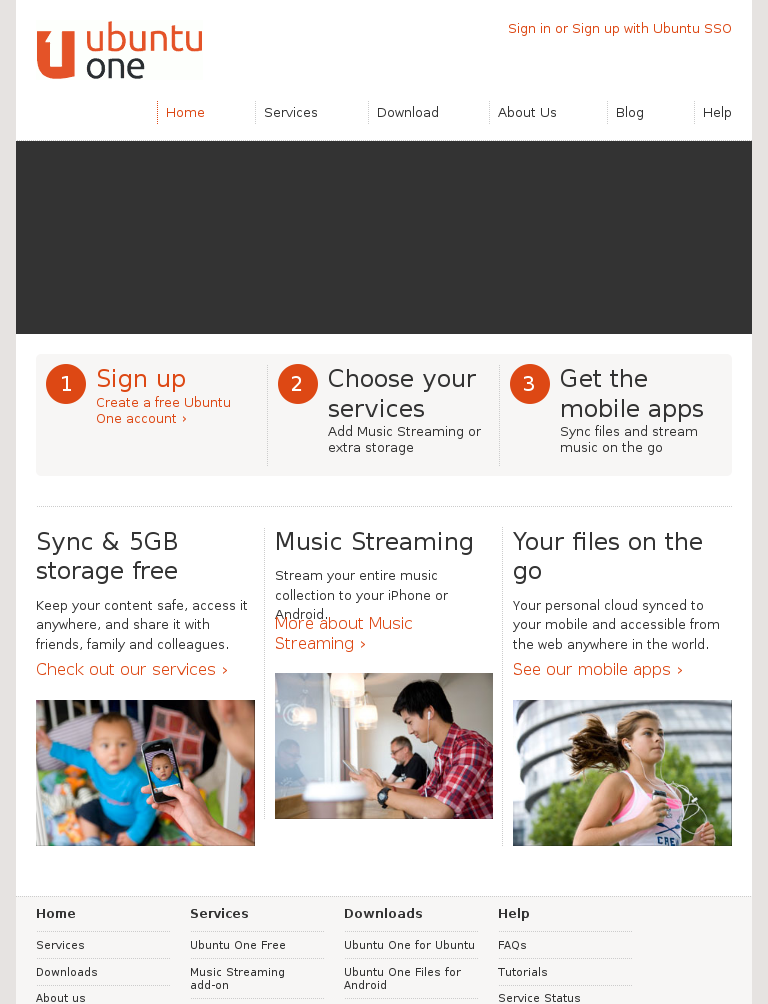 ubuntu
one
Sign in or Sign up with Ubuntu SSO
Home
Services
Download
About Us
Blog
Help
1
Sign up
Create a free Ubuntu
One account ›
2
Choose your
services
Add Music Streaming or
extra storage
3
Get the
mobile apps
Sync files and stream
music on the go
Sync & 5GB
storage free
Keep your content safe, access it
anywhere, and share it with
friends, family and colleagues.
Check out our services ›
Music Streaming
Stream your entire music
collection to your iPhone or
Android.
More about Music
Streaming ›
Your files on the
go
Your personal cloud synced to
your mobile and accessible from
the web anywhere in the world.
See our mobile apps ›
CREW
Home
Services
Downloads
About us
Services
Ubuntu One Free
Music Streaming
add-on
Downloads
Ubuntu One for Ubuntu
Ubuntu One Files for
Android
Help
FAQs
Tutorials
Service Status